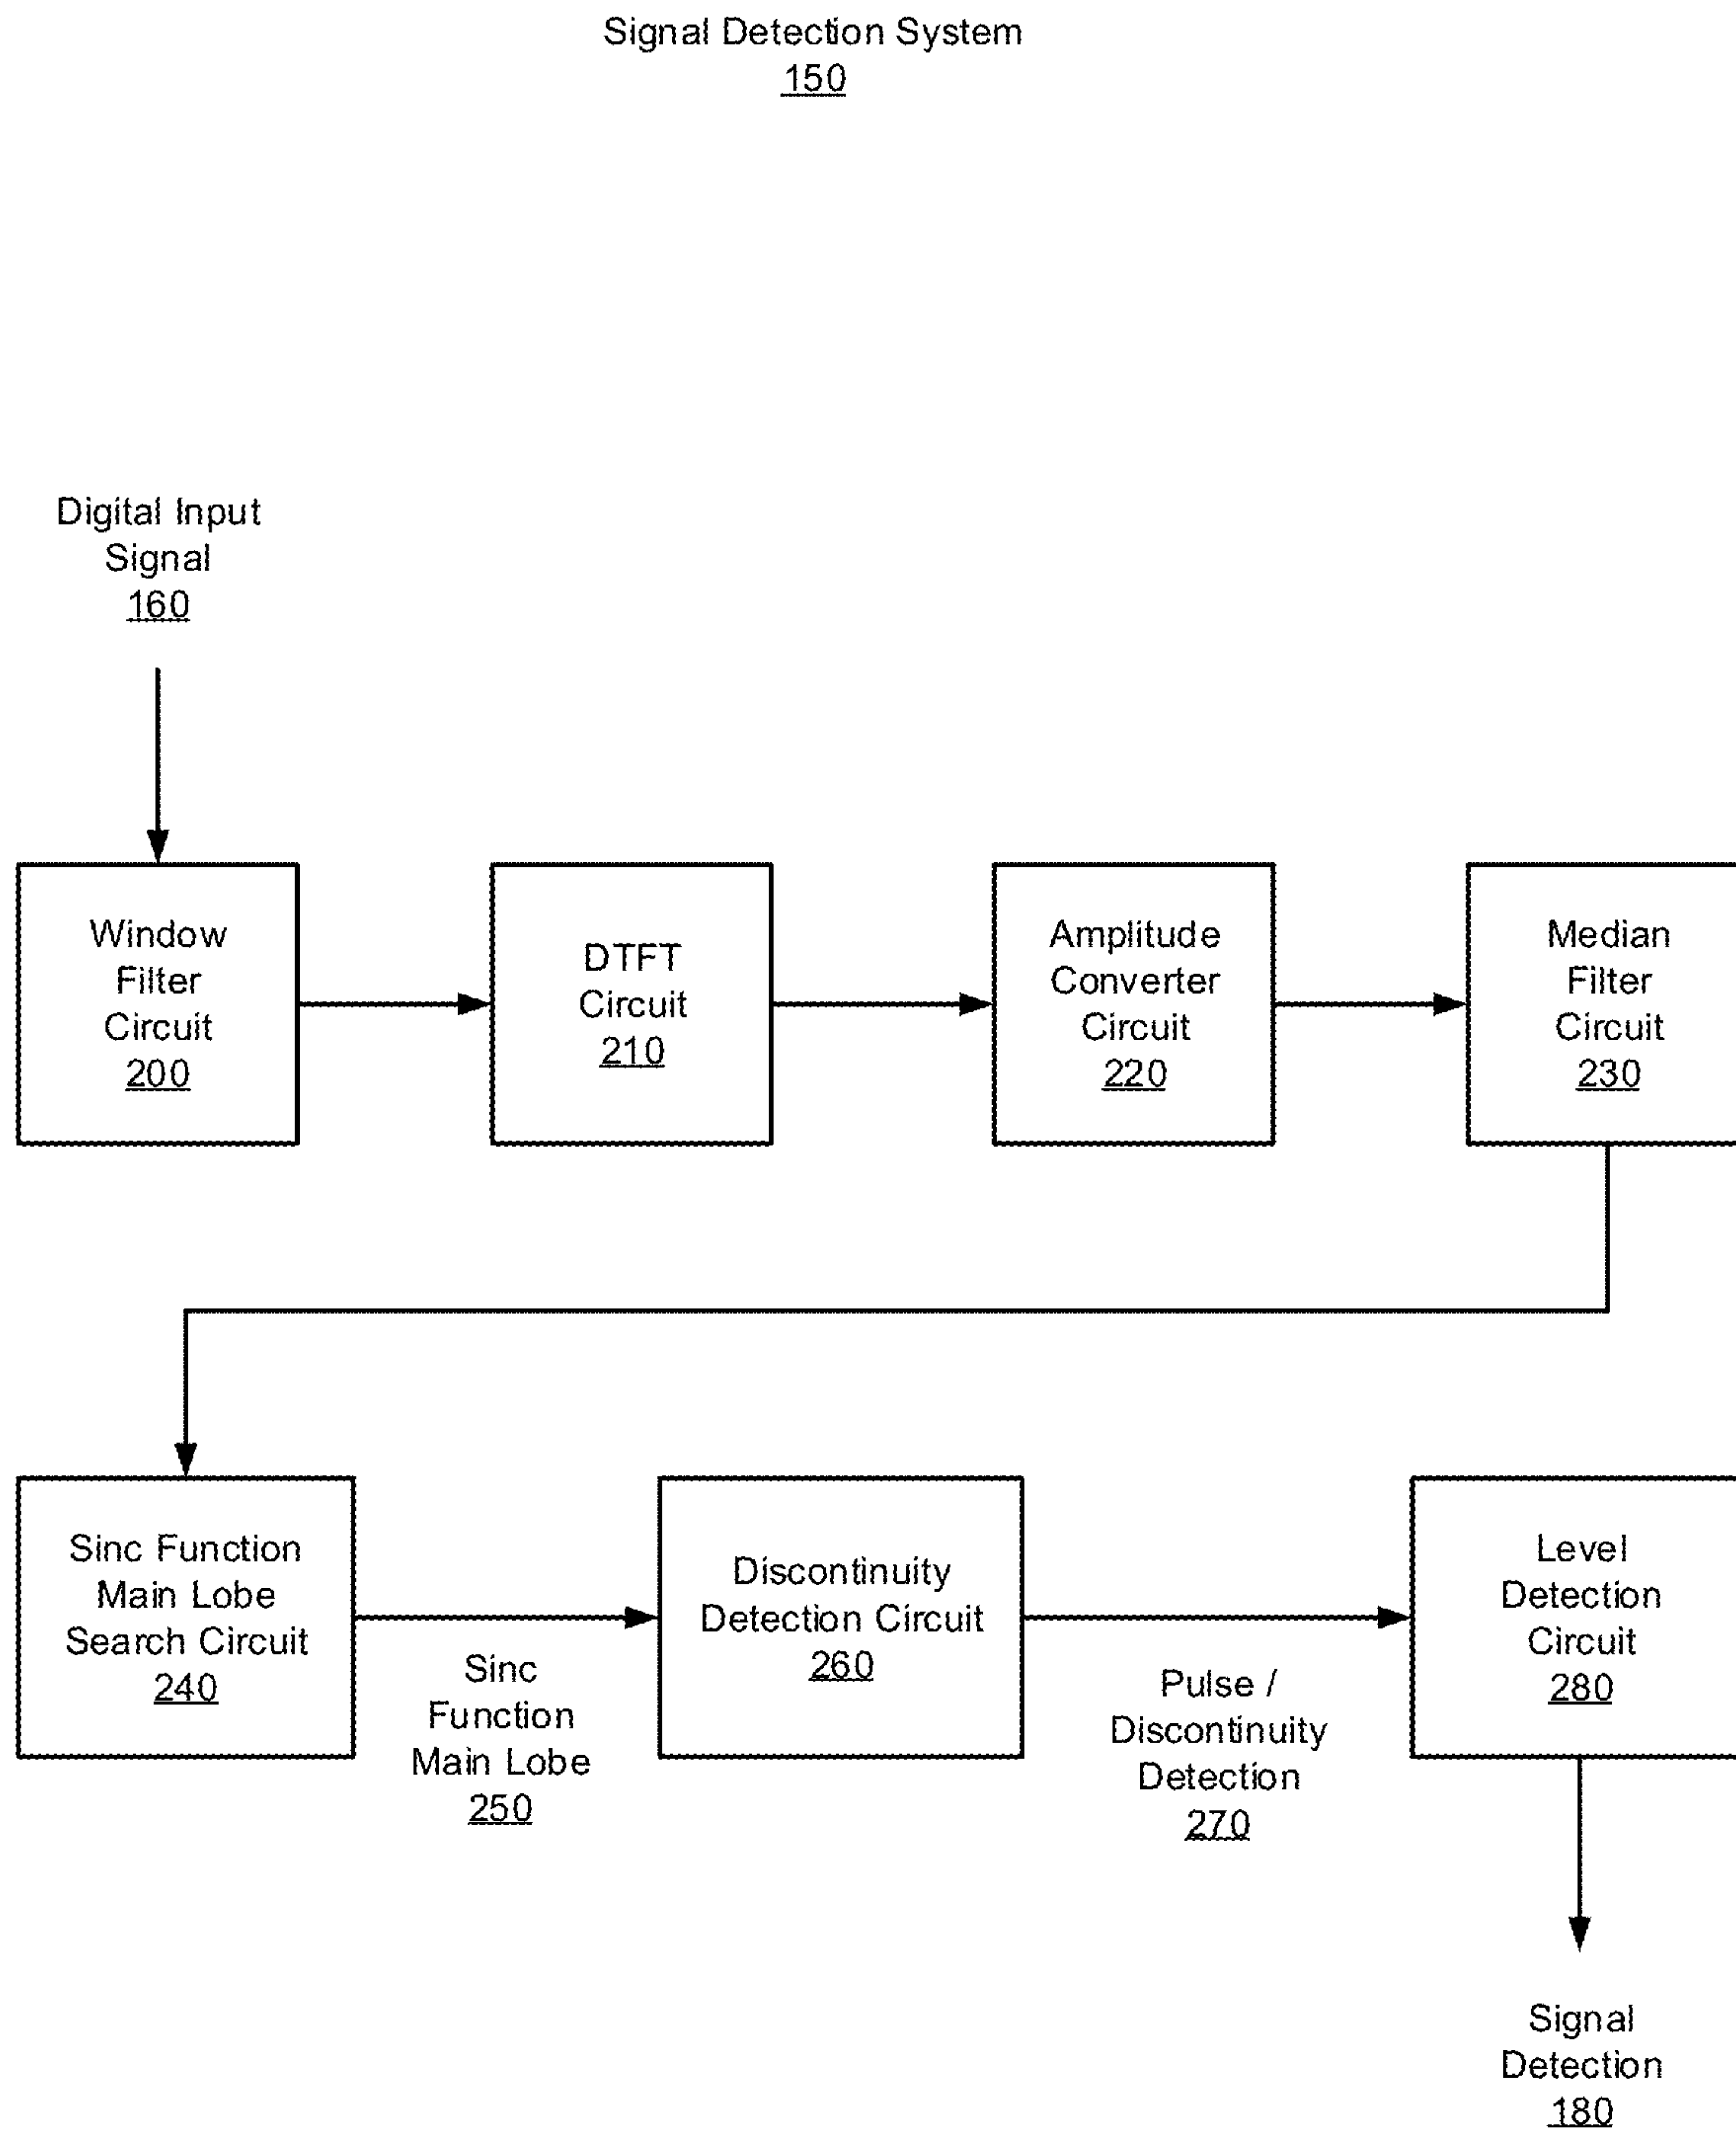 Signal Detection System
150
Digital Input
Signal
160
Window
Filter
Circuit
200
DTFT
Circuit
210
Amplitude
Converter
Circuit
220
Median
Filter
Circuit
230
Sinc Function
Main Lobe
Search Circuit
240
Sinc
Function
Main Lobe
250
Discontinuity
Detection Circuit
260
Pulse /
Discontinuity
Detection
270
Level
Detection
Circuit
280
Signal
Detection
180